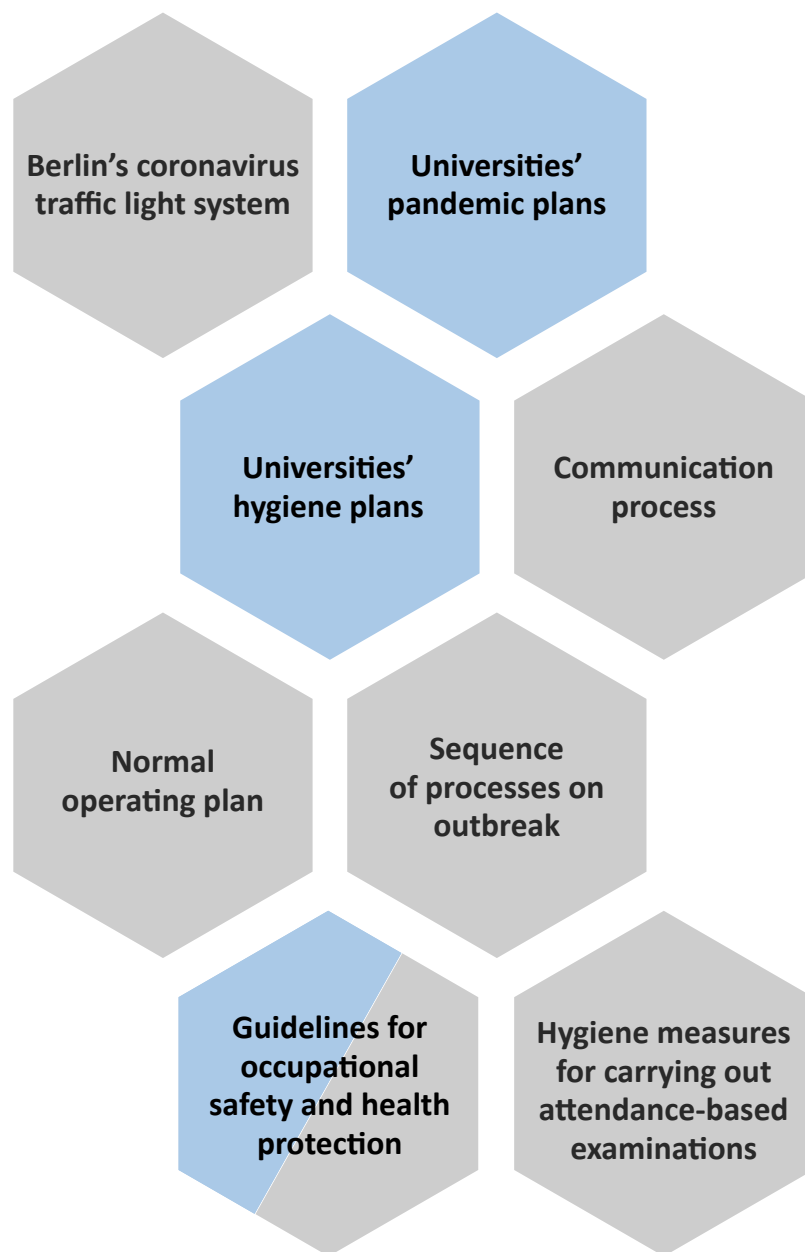 Berlin’s coronavirus
traffic light system
Universities’
pandemic plans
Universities’
hygiene plans
Communication
process
Normal
operating plan
Sequence
of processes on
outbreak
Guidelines for
occupational
safety and health
protection
Hygiene measures
for carrying out
attendance-based
examinations